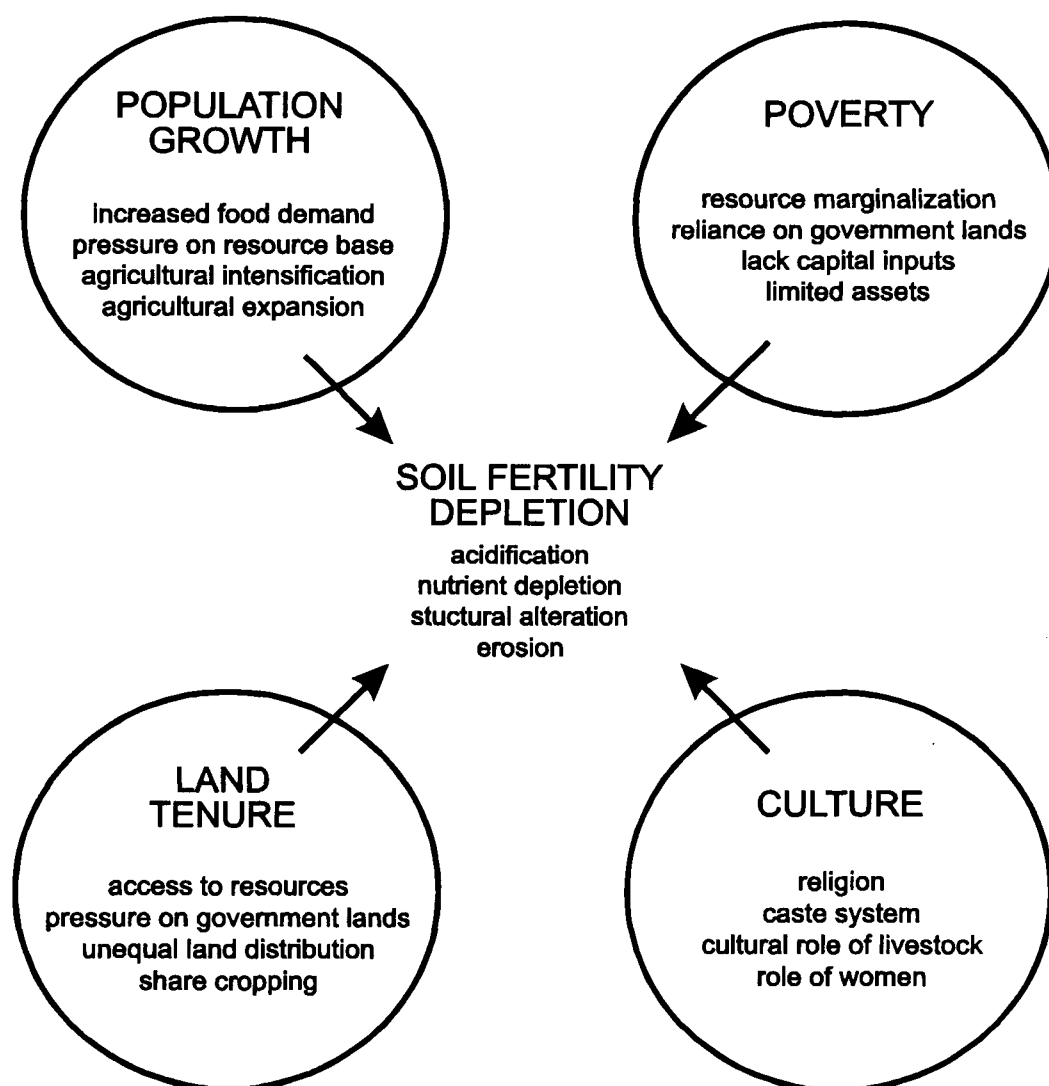 POPULATION
GROWTH
increased food demand
pressure on resource base
agricultural intensification
agricultural expansion
POVERTY
resource marginalization
reliance on government lands
lack capital inputs
limited assets
SOIL FERTILITY
DEPLETION
acidification
nutrient depletion
stuctural alteration
erosion
LAND
TENURE
access to resources
pressure on government lands
unequal land distribution
share cropping
CULTURE
religion
caste system
cultural role of livestock
role of women